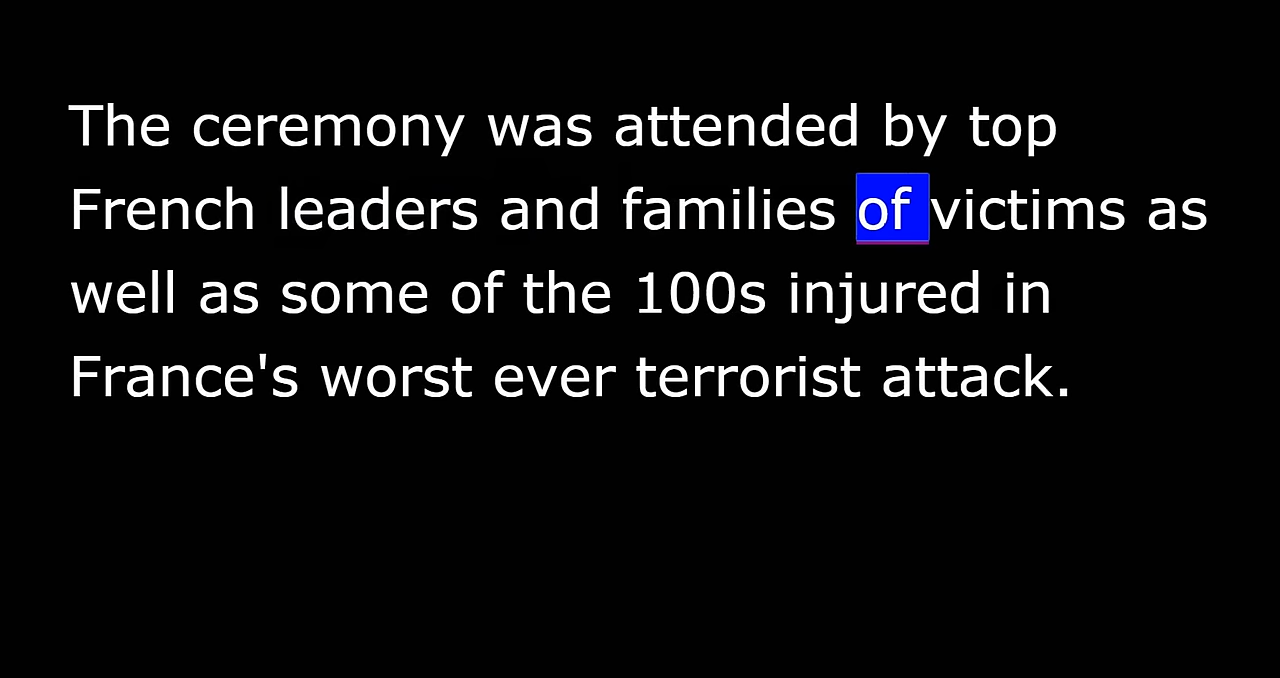 The ceremony was attended by top
French leaders and families of victims as
well as some of the 100s injured in
France's worst ever terrorist attack.